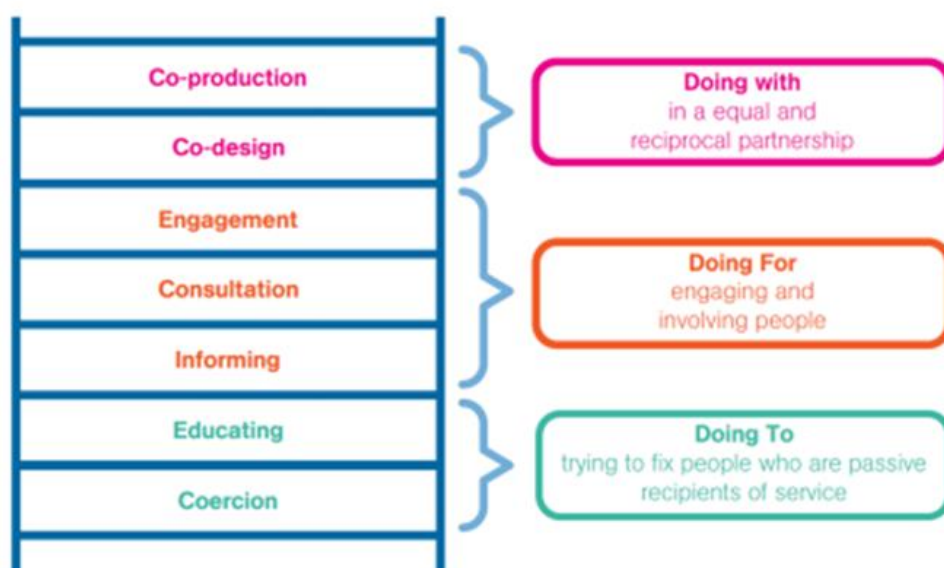 Co-production
Co-design
Engagement
Consultation
Informing
Educating
Coercion
Doing with
in a equal and
reciprocal partnership
Doing For
engaging and
involving people
Doing To
trying to fix people who are passive
recipients of service